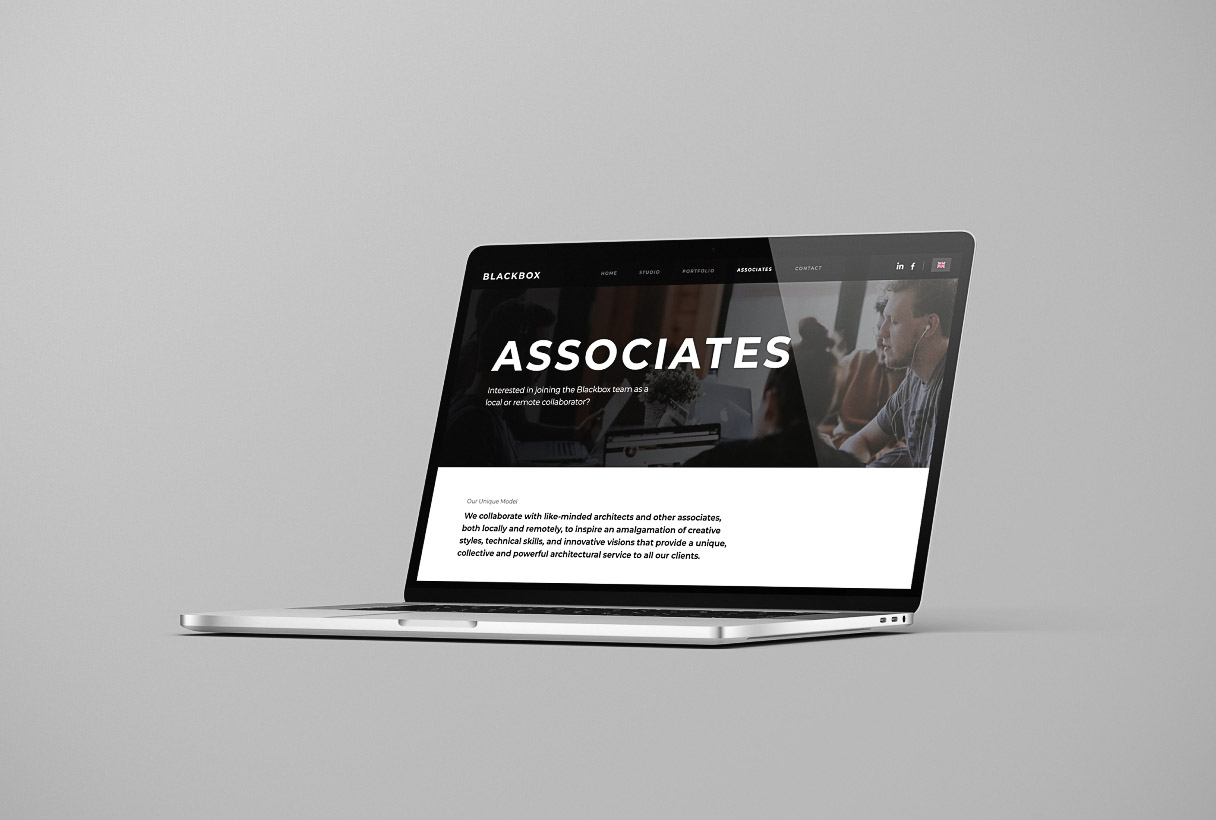 BLACKBOX
HOME STUDIO PORTFOLIO ASSOCIATES CONTACT in f
ASSOCIATES
Interested in joining the Blackbox team as a
local or remote collaborator?
Our Unique Model
We collaborate with like-minded architects and other associates,
both locally and remotely, to inspire an amalgamation of creative
styles, technical skills, and innovative visions that provide a unique,
collective and powerful architectural service to all our clients.